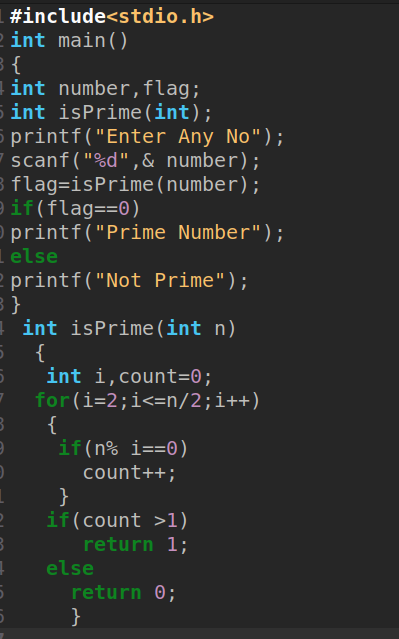 #include<stdio.h>
int main()
{
int number,flag;
int isPrime(int);
printf("Enter Any No");
scanf("%d",& number);
flag=isPrime(number);
if(flag==0)
printf("Prime Number");
else
printf("Not Prime");
}
int isPrime(int n)
{
int i,count=0;
for(i=2;i<=n/2;i++)
{
if(n% i==0)
count++;
}
if(count >1)
return 1;
else
return 0;
}